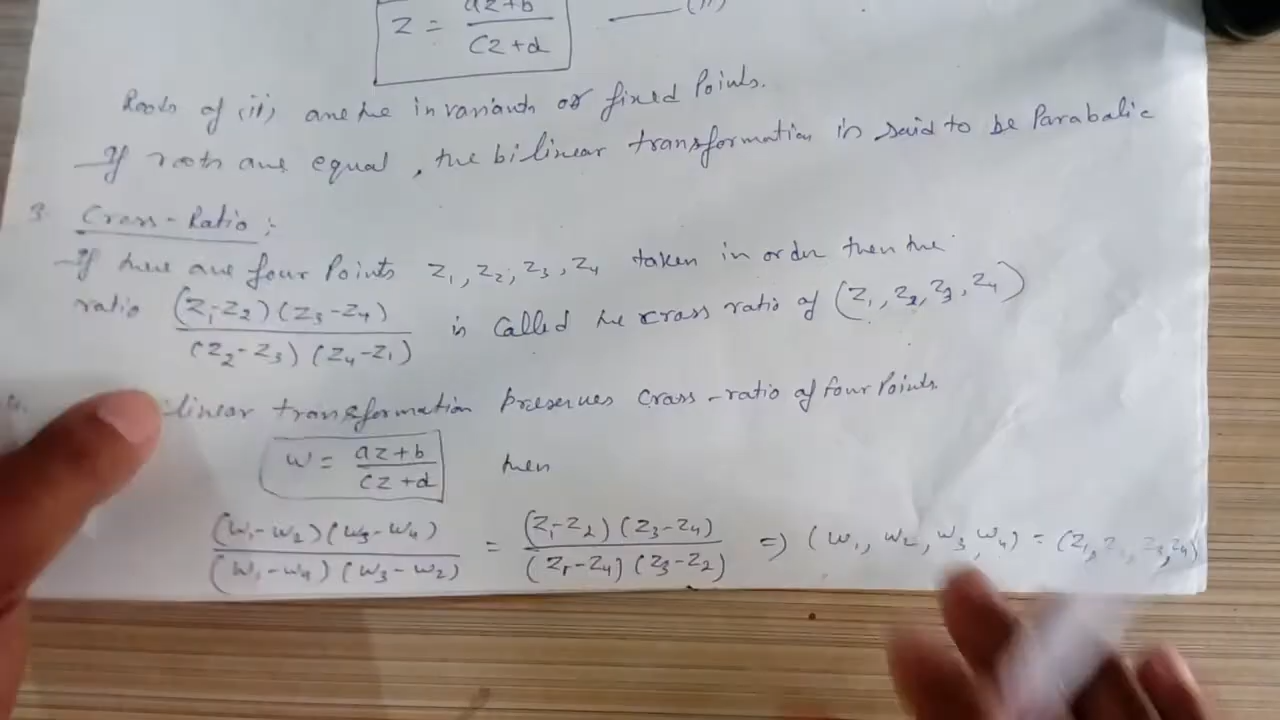 Z = az+b / cz+d —— (ii)
Roots of (ii) are the invariants or fixed Points.
If roots are equal, the bilinear transformation is said to be Parabalic
3. Cross-Ratio :
If there are four Points z₁, z₂, z₃, z₄ taken in order then the
ratio (z₁-z₂)(z₃-z₄) / (z₂-z₃)(z₄-z₁) is called the cross ratio of (z₁, z₂, z₃, z₄)
4. ilinear transformation preserves cross-ratio of four Points.
w = az+b / cz+d then
(w₁-w₂)(w₃-w₄) / (w₁-w₄)(w₃-w₂) = (z₁-z₂)(z₃-z₄) / (z₁-z₄)(z₃-z₂) => (w₁, w₂, w₃, w₄) = (z₁, z₂, z₃, z₄)